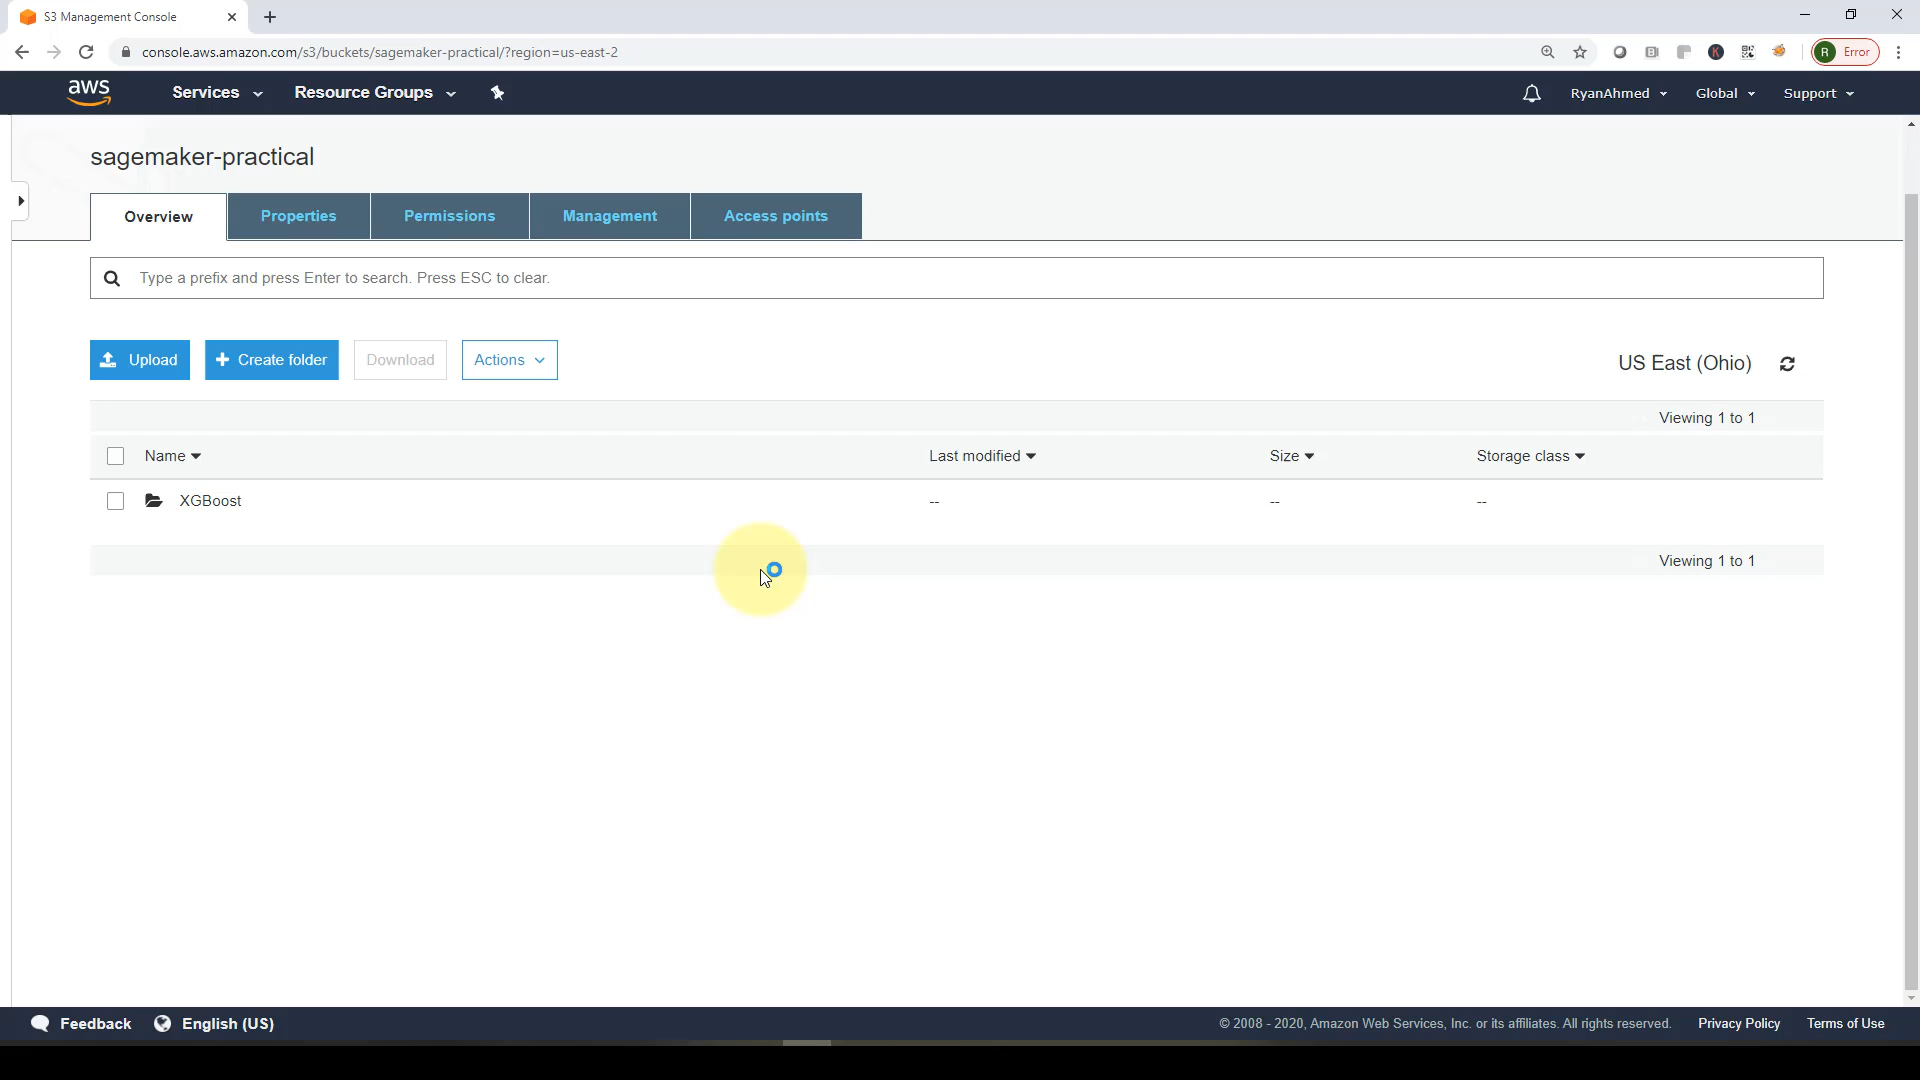 S3 Management Console
console.aws.amazon.com/s3/buckets/sagemaker-practical/?region=us-east-2
R Error
aws Services Resource Groups RyanAhmed Global Support
sagemaker-practical
Overview Properties Permissions Management Access points
Type a prefix and press Enter to search. Press ESC to clear.
Upload Create folder Download Actions US East (Ohio)
Viewing 1 to 1
Name Last modified Size Storage class
XGBoost -- -- --
Viewing 1 to 1
Feedback English (US) © 2008 - 2020, Amazon Web Services, Inc. or its affiliates. All rights reserved. Privacy Policy Terms of Use